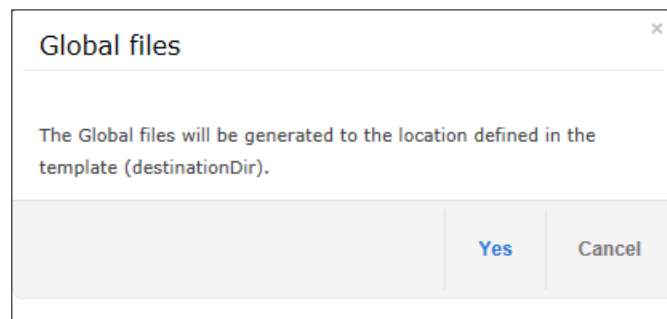 Global files
×
The Global files will be generated to the location defined in the
template (destinationDir).
Yes
Cancel